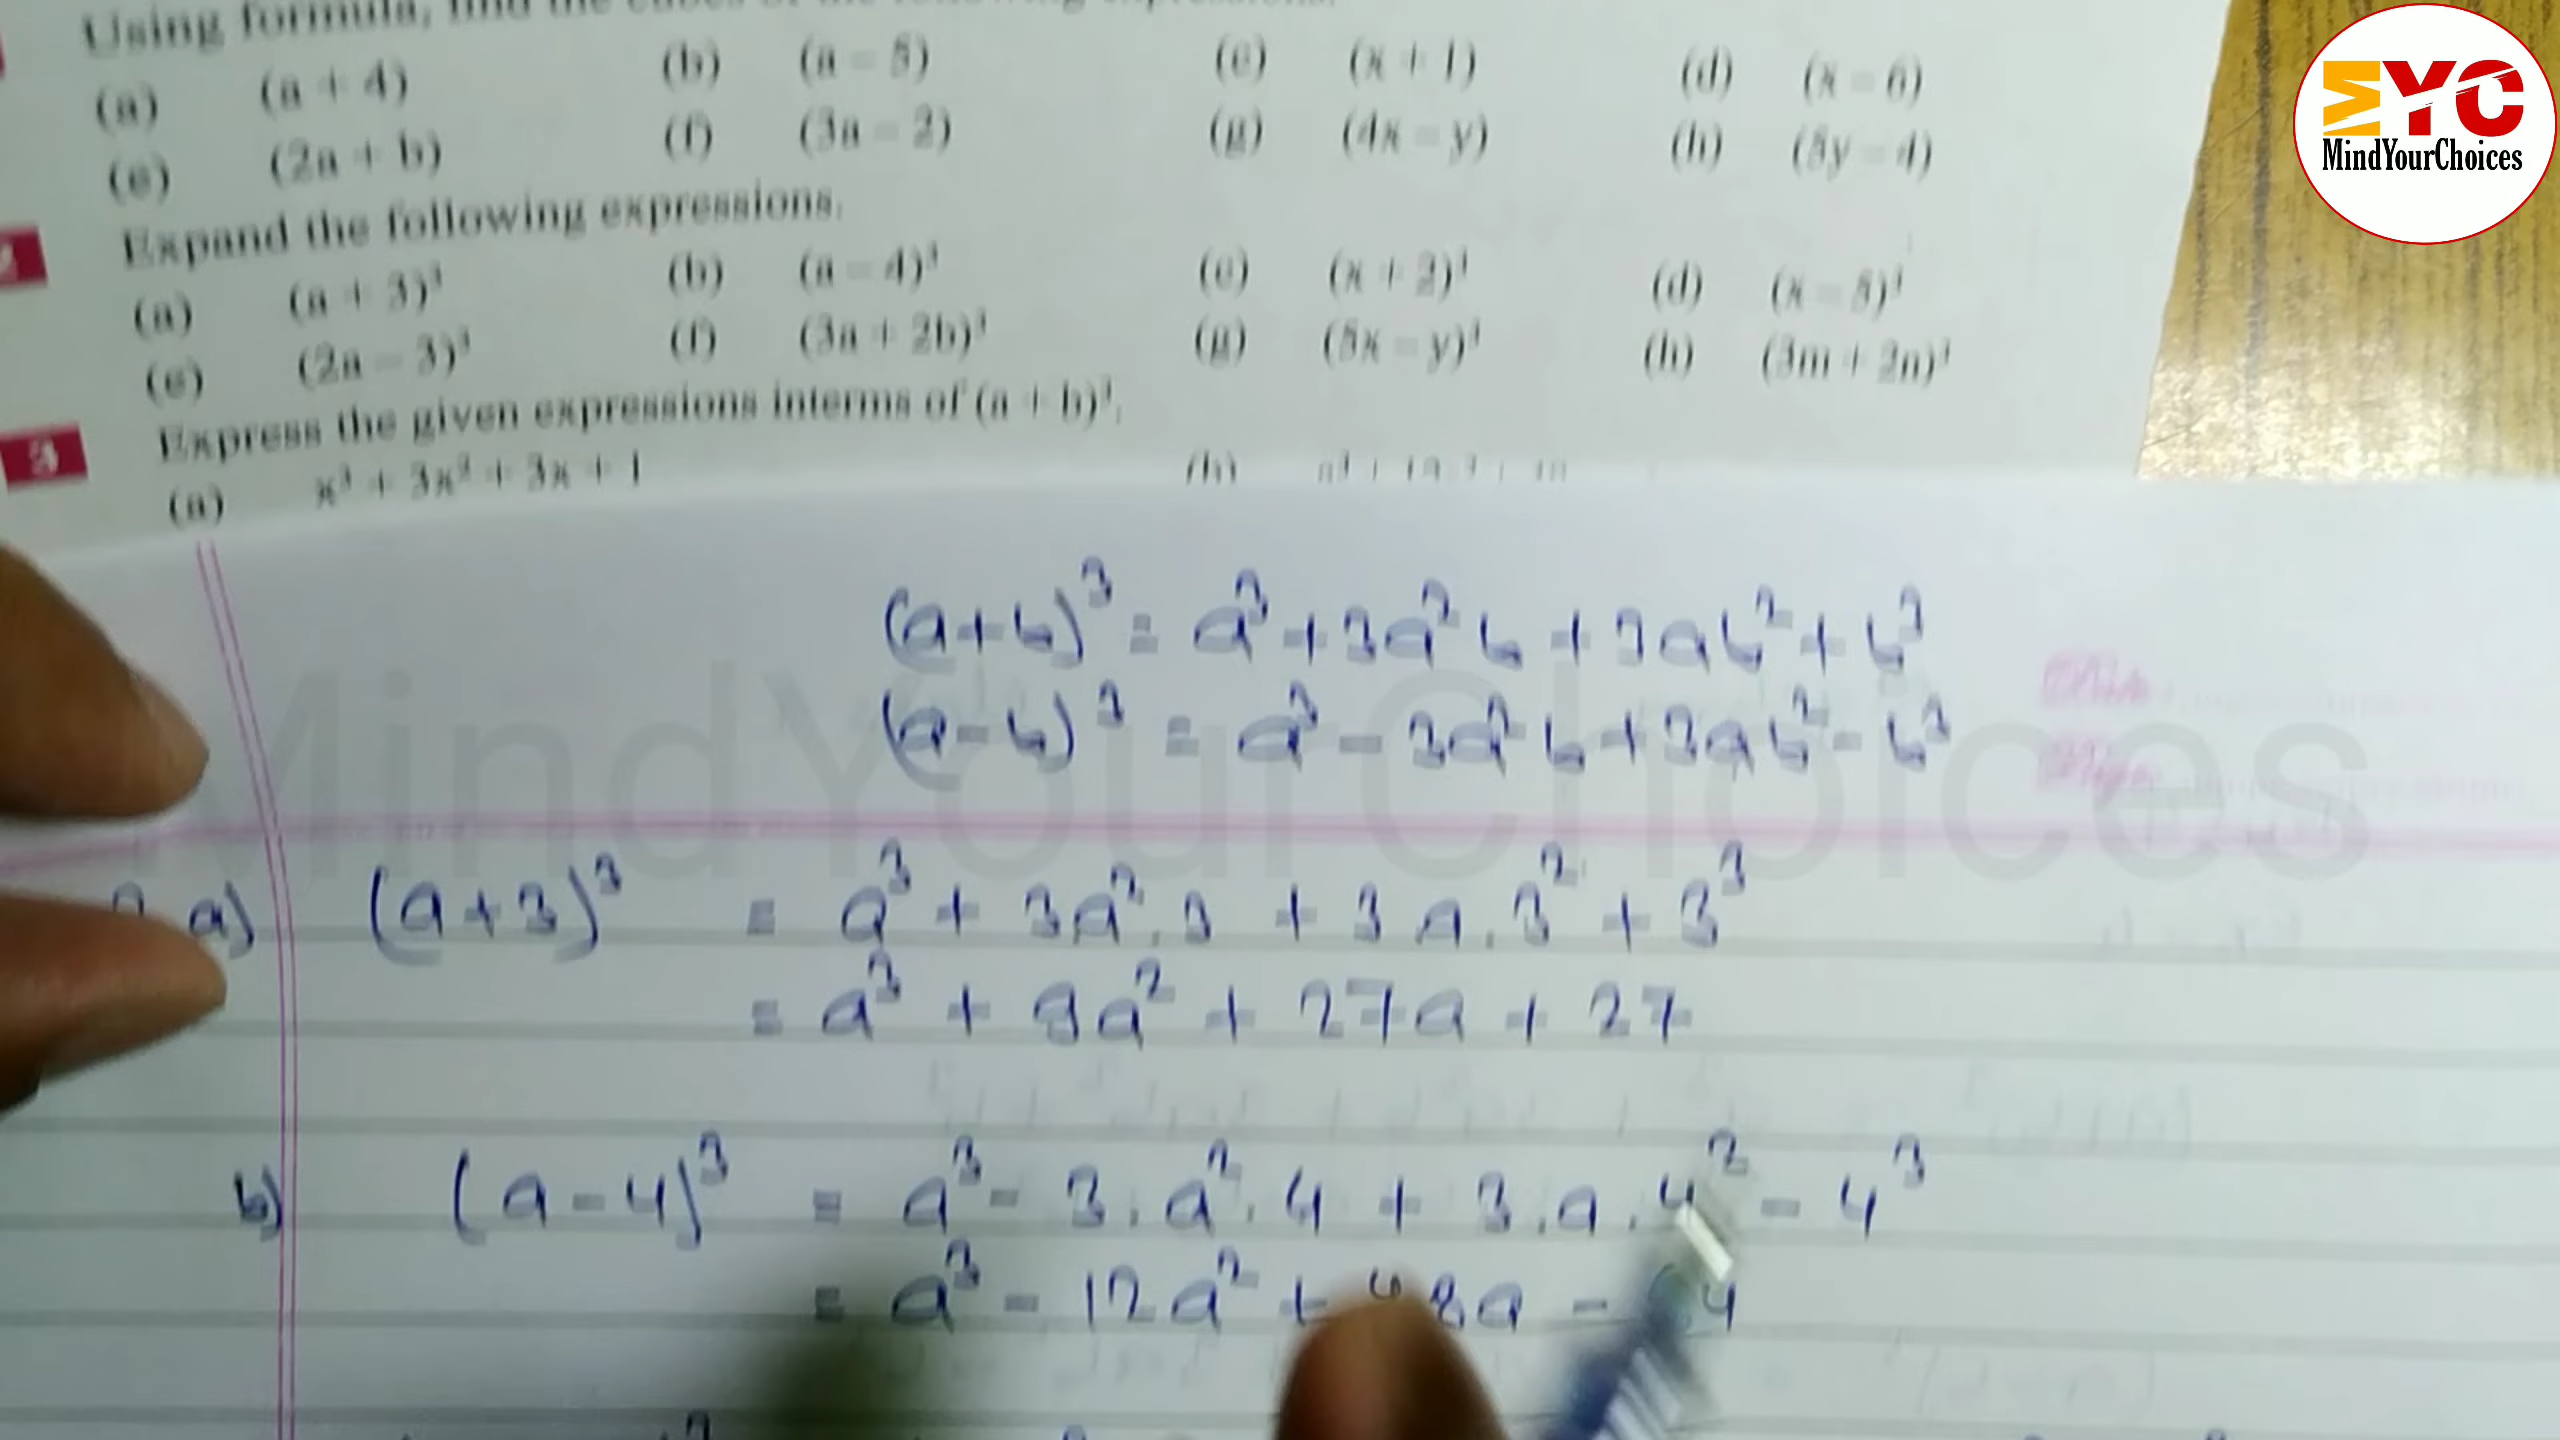 Using formula, find the cubes of the following expressions.
(a) (a + 4) (b) (a − 5) (c) (x + 1) (d) (x − 6)
(e) (2a + b) (f) (3a − 2) (g) (4x − y) (h) (5y − 4)
Expand the following expressions.
(a) (a + 3)³ (b) (a − 4)³ (c) (x + 2)³ (d) (x − 5)³
(e) (2a − 3)³ (f) (3a + 2b)³ (g) (5x − y)³ (h) (3m + 2n)³
3 Express the given expressions interms of (a + b)³.
(a) x³ + 3x² + 3x + 1 (b)
(a+b)³ = a³ + 3a²b + 3ab² + b³
(a-b)³ = a³ - 3a²b + 3ab² - b³
a) (a+3)³ = a³ + 3a².3 + 3a.3² + 3³
= a³ + 9a² + 27a + 27
b) (a-4)³ = a³ - 3.a².4 + 3.a.4² - 4³
= a³ - 12a² + 48a - 4
MYC
MindYourChoices
MindYourChoices